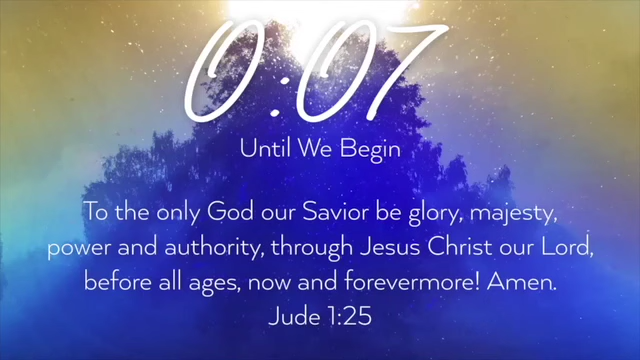 0:07
Until We Begin
To the only God our Savior be glory, majesty,
power and authority, through Jesus Christ our Lord,
before all ages, now and forevermore! Amen.
Jude 1:25